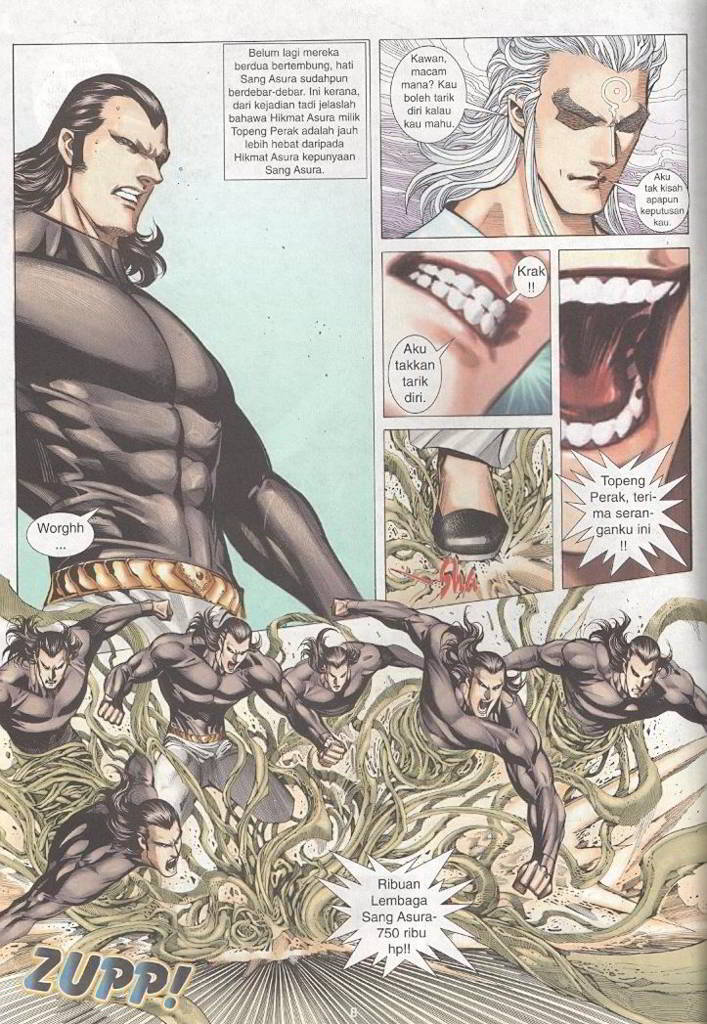 Belum lagi mereka
berdua bertembung, hati
Sang Asura sudahpun
berdebar-debar. Ini kerana,
dari kejadian tadi jelaslah
bahawa Hikmat Asura milik
Topeng Perak adalah jauh
lebih hebat daripada
Hikmat Asura kepunyaan
Sang Asura.
Worghh
...
Kawan,
macam
mana? Kau
boleh tarik
diri kalau
kau mahu.
Aku
tak kisah
apapun
keputusan
kau.
Krak
!!
Aku
takkan
tarik
diri.
Topeng
Perak, teri-
ma seran-
ganku ini
!!
Sha
Ribuan
Lembaga
Sang Asura-
750 ribu
hp!!
ZUPP!
8